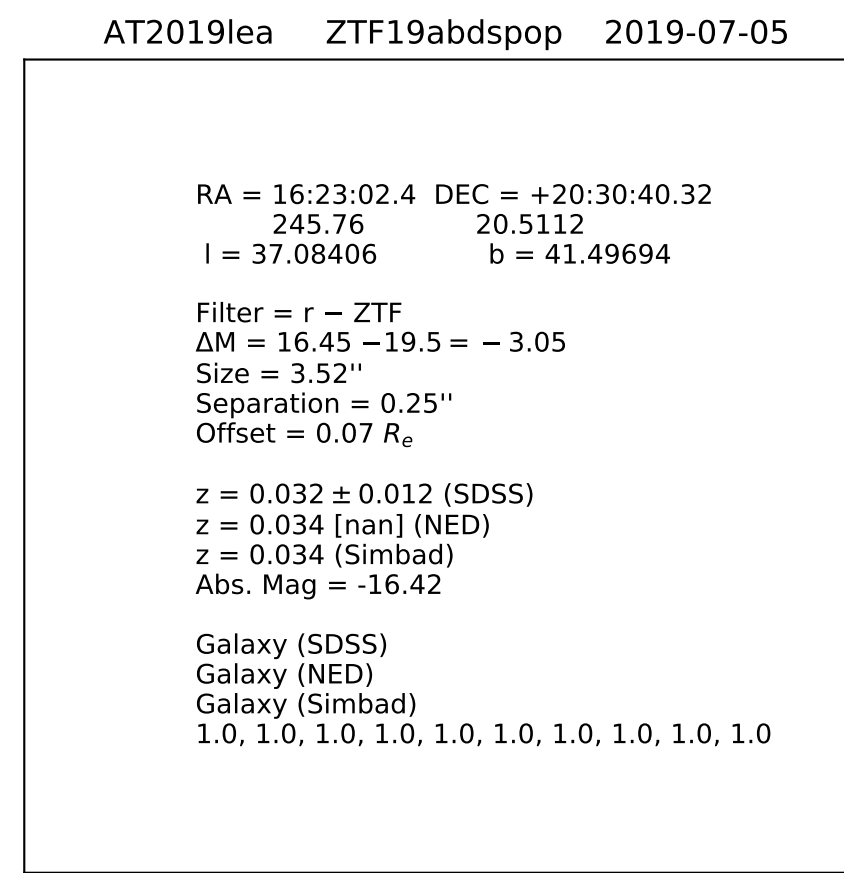 AT2019lea ZTF19abdspop 2019-07-05
RA = 16:23:02.4 DEC = +20:30:40.32
245.76 20.5112
l = 37.08406 b = 41.49694
Filter = r − ZTF
ΔM = 16.45 −19.5 = − 3.05
Size = 3.52''
Separation = 0.25''
Offset = 0.07 Rₑ
z = 0.032 ± 0.012 (SDSS)
z = 0.034 [nan] (NED)
z = 0.034 (Simbad)
Abs. Mag = -16.42
Galaxy (SDSS)
Galaxy (NED)
Galaxy (Simbad)
1.0, 1.0, 1.0, 1.0, 1.0, 1.0, 1.0, 1.0, 1.0, 1.0